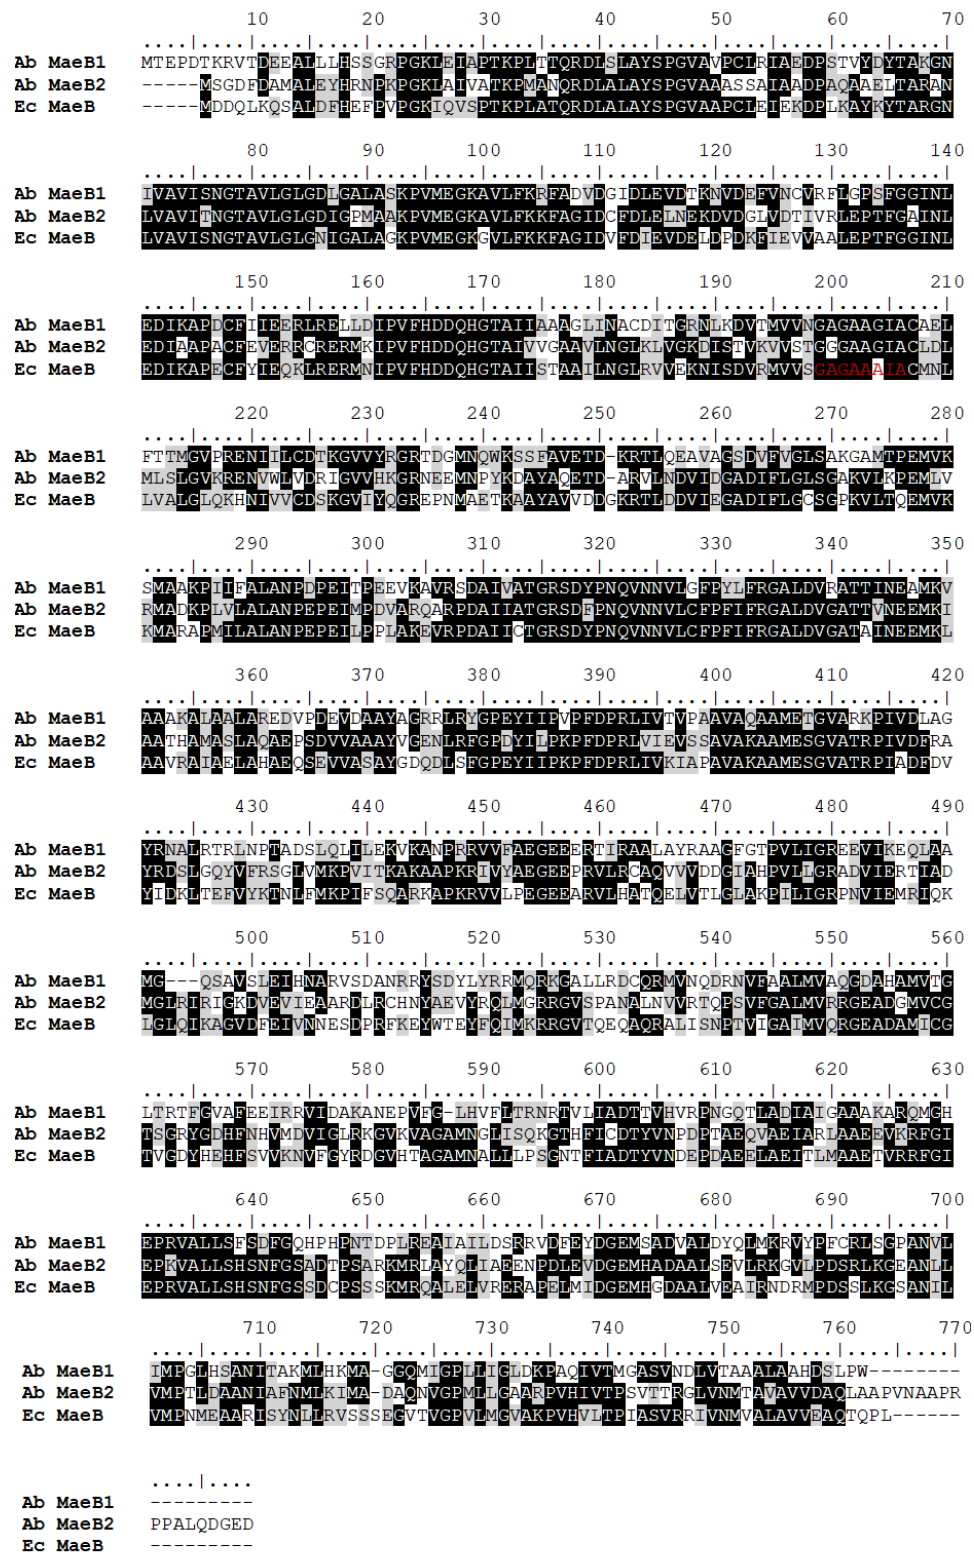 10 20 30 40 50 60 70
....|....|....|....|....|....|....|....|....|....|....|....|....|....|
Ab MaeB1 MTEPDTKRVTDEEALLLHSSGRPGKLEIAPTKPLTTQRDLSLAYSPGVAVPCLRIAEDPSTVYDYTAKGN
Ab MaeB2 -----MSGDFDAMALEYHRNPKPGKLAIVATKPMANQRDLALAYSPGVAAASSAIAADPAQAAELTARAN
Ec MaeB -----MDDQLKQSALDFHEFPVPGKIQVSPTKPLATQRDLALAYSPGVAAPCLEIEKDPLKAYKYTARGN
80 90 100 110 120 130 140
....|....|....|....|....|....|....|....|....|....|....|....|....|....|
Ab MaeB1 IVAVISNGTAVLGLGDLGALASKPVMEGKAVLFKRFADVDGIDLEVDTKNVDEFVNCVRFLGPSFGGINL
Ab MaeB2 LVAVITNGTAVLGLGDIGPMAAKPVMEGKAVLFKKFAGIDCFDLELNEKDVDGLVDTIVRLEPTFGAINL
Ec MaeB LVAVISNGTAVLGLGNIGALAGKPVMEGKGVLFKKFAGIDVFDIEVDELDPDKFIEVVAALEPTFGGINL
150 160 170 180 190 200 210
....|....|....|....|....|....|....|....|....|....|....|....|....|....|
Ab MaeB1 EDIKAPDCFIIEERLRELLDIPVFHDDQHGTAIIAAAGLINACDITGRNLKDVTMVVNGAGAAGIACAEL
Ab MaeB2 EDIAAPACFEVERRCRERMKIPVFHDDQHGTAIVVGAAVLNGLKLVGKDISTVKVVSTGGGAAGIACLDL
Ec MaeB EDIKAPECFYIEQKLRERMNIPVFHDDQHGTAIISTAAILNGLRVVEKNISDVRMVVSGAGAAAIACMNL
220 230 240 250 260 270 280
....|....|....|....|....|....|....|....|....|....|....|....|....|....|
Ab MaeB1 FTTMGVPRENIILCDTKGVVYRGRTDGMNQWKSSFAVETD-KRTLQEAVAGSDVFVGLSAKGAMTPEMVK
Ab MaeB2 MLSLGVKRENVWLVDRIGVVHKGRNEEMNPYKDAYAQETD-ARVLNDVIDGADIFLGLSGAKVLKPEMLV
Ec MaeB LVALGLQKHNIVVCDSKGVIYQGREPNMAETKAAYAVVDDGKRTLDDVIEGADIFLGCSGPKVLTQEMVK
290 300 310 320 330 340 350
....|....|....|....|....|....|....|....|....|....|....|....|....|....|
Ab MaeB1 SMAAKPIIFALANPDPEITPEEVKAVRSDAIVATGRSDYPNQVNNVLGFPYLFRGALDVRATTINEAMKV
Ab MaeB2 RMADKPLVLALANPEPEIMPDVARQARPDAIIATGRSDFPNQVNNVLCFPFIFRGALDVGATTVNEEMKI
Ec MaeB KMARAPMILALANPEPEILPPLAKEVRPDAIICTGRSDYPNQVNNVLCFPFIFRGALDVGATAINEEMKL
360 370 380 390 400 410 420
....|....|....|....|....|....|....|....|....|....|....|....|....|....|
Ab MaeB1 AAAKALAALAREDVPDEVDAAYAGRRLRYGPEYIIPVPFDPRLIVTVPAAVAQAAMETGVARKPIVDLAG
Ab MaeB2 AATHAMASLAQAEPSDVVAAAYVGENLRFGPDYILPKPFDPRLVIEVSSAVAKAAMESGVATRPIVDFRA
Ec MaeB AAVRAIAELAHAEQSEVVASAYGDQDLSFGPEYIIPKPFDPRLIVKIAPAVAKAAMESGVATRPIADFDV
430 440 450 460 470 480 490
....|....|....|....|....|....|....|....|....|....|....|....|....|....|
Ab MaeB1 YRNALRTRLNPTADSLQLILEKVKANPRRVVFAEGEEERTIRAALAYRAAGFGTPVLIGREEVIKEQLAA
Ab MaeB2 YRDSLGQYVFRSGLVMKPVITKAKAAPKRIVYAEGEEPRVLRCAQVVVDDGIAHPVLLGRADVIERTIAD
Ec MaeB YIDKLTEFVYKTNLFMKPIFSQARKAPKRVVLPEGEEARVLHATQELVTLGLAKPILIGRPNVIEMRIQK
500 510 520 530 540 550 560
....|....|....|....|....|....|....|....|....|....|....|....|....|....|
Ab MaeB1 MG---QSAVSLEIHNARVSDANRRYSDYLYRRMQRKGALLRDCQRMVNQDRNVFAALMVAQGDAHAMVTG
Ab MaeB2 MGLRIRIGKDVEVIEAARDLRCHNYAEVYRQLMGRRGVSPANALNVVRTQPSVFGALMVRRGEADGMVCG
Ec MaeB LGLQIKAGVDFEIVNNESDPRFKEYWTEYFQIMKRRGVTQEQAQRALISNPTVIGAIMVQRGEADAMICG
570 580 590 600 610 620 630
....|....|....|....|....|....|....|....|....|....|....|....|....|....|
Ab MaeB1 LTRTFGVAFEEIRRVIDAKANEPVFG-LHVFLTRNRTVLIADTTVHVRPNGQTLADIAIGAAAKARQMGH
Ab MaeB2 TSGRYGDHFNHVMDVIGLRKGVKVAGAMNGLISQKGTHFICDTYVNPDPTAEQVAEIARLAAEEVKRFGI
Ec MaeB TVGDYHEHFSVVKNVFGYRDGVHTAGAMNALLLPSGNTFIADTYVNDEPDAEELAEITLMAAETVRRFGI
640 650 660 670 680 690 700
....|....|....|....|....|....|....|....|....|....|....|....|....|....|
Ab MaeB1 EPRVALLSFSDFGQHPHPNTDPLREAIAILDSRRVDFEYDGEMSADVALDYQLMKRVYPFCRLSGPANVL
Ab MaeB2 EPKVALLSHSNFGSADTPSARKMRLAYQLIAEENPDLEVDGEMHADAALSEVLRKGVLPDSRLKGEANLL
Ec MaeB EPRVALLSHSNFGSSDCPSSSKMRQALELVRERAPELMIDGEMHGDAALVEAIRNDRMPDSSLKGSANIL
710 720 730 740 750 760 770
....|....|....|....|....|....|....|....|....|....|....|....|....|....|
Ab MaeB1 IMPGLHSANITAKMLHKMA-GGQMIGPLLIGLDKPAQIVTMGASVNDLVTAAALAAHDSLPW--------
Ab MaeB2 VMPTLDAANIAFNMLKIMA-DAQNVGPMLLGAARPVHIVTPSVTTRGLVNMTAVAVVDAQLAAPVNAAPR
Ec MaeB VMPNMEAARISYNLLRVSSSEGVTVGPVLMGVAKPVHVLTPIASVRRIVNMVALAVVEAQTQPL------
....|....
Ab MaeB1 ---------
Ab MaeB2 PPALQDGED
Ec MaeB ---------